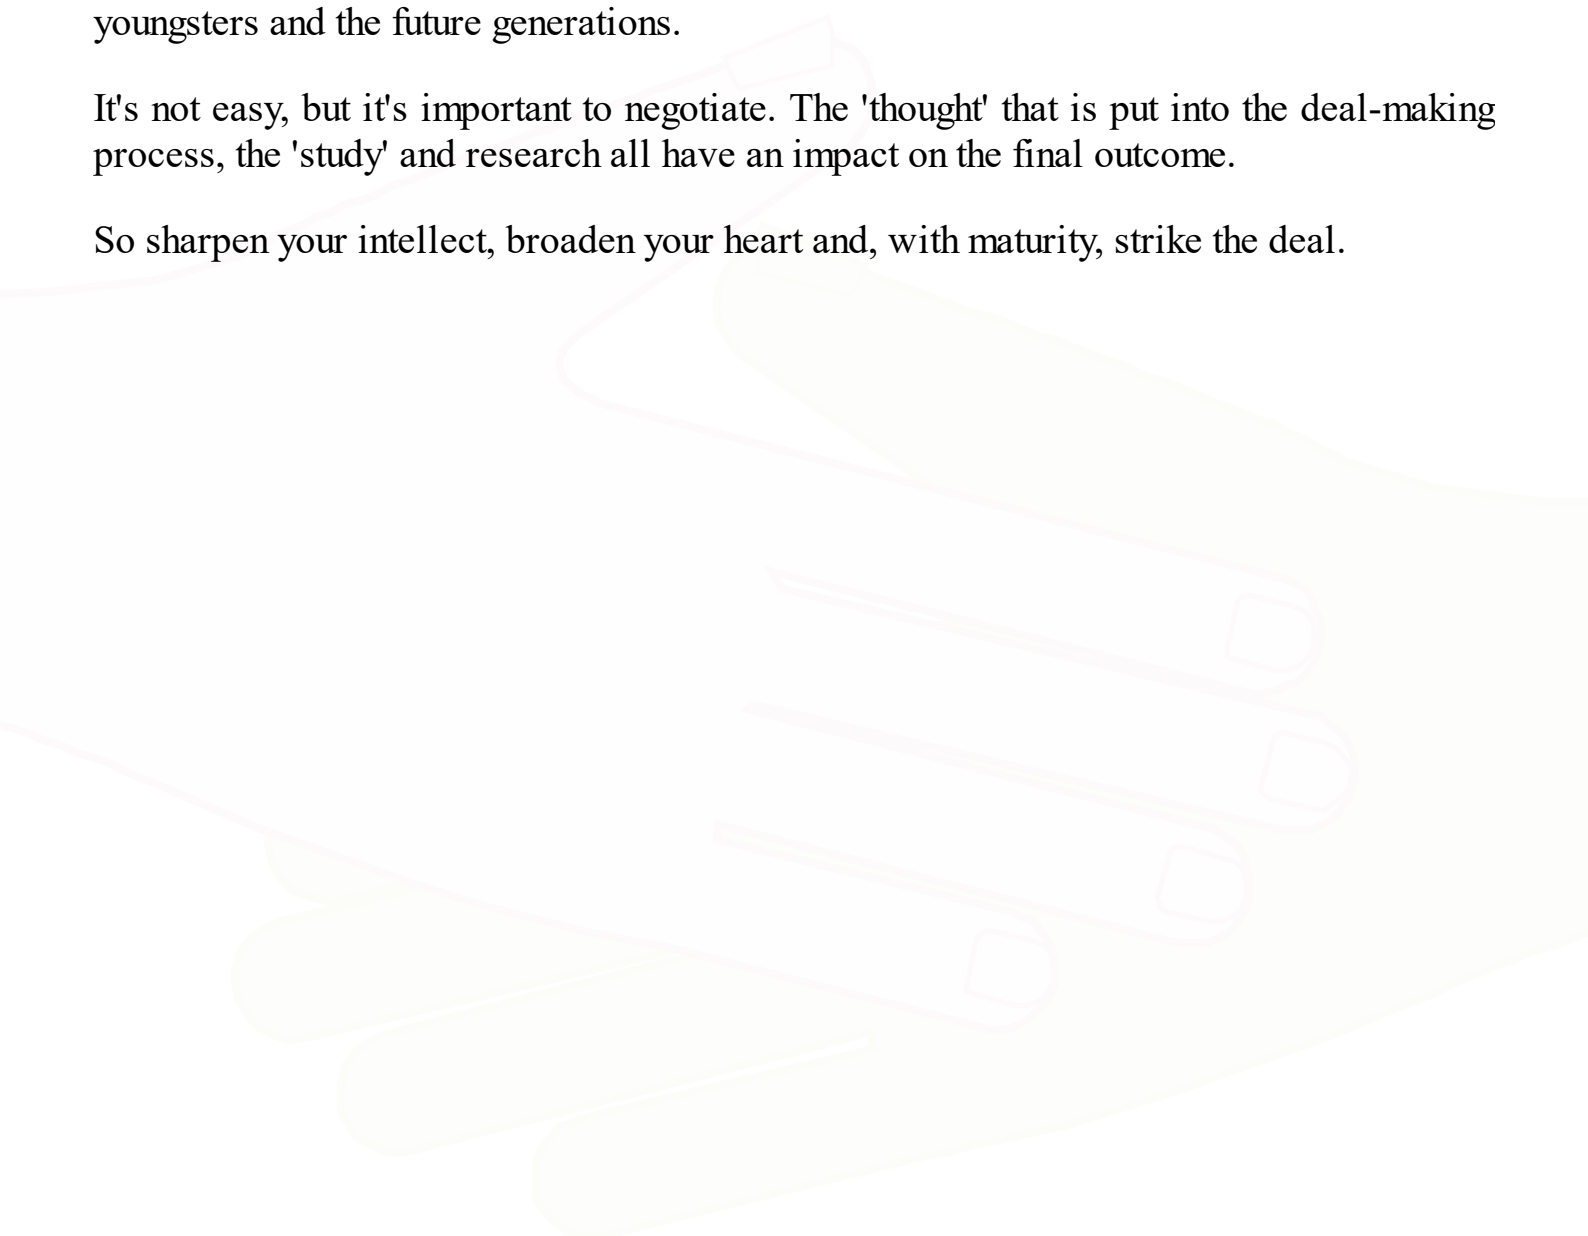 youngsters and the future generations.
It's not easy, but it's important to negotiate. The 'thought' that is put into the deal-making
process, the 'study' and research all have an impact on the final outcome.
So sharpen your intellect, broaden your heart and, with maturity, strike the deal.